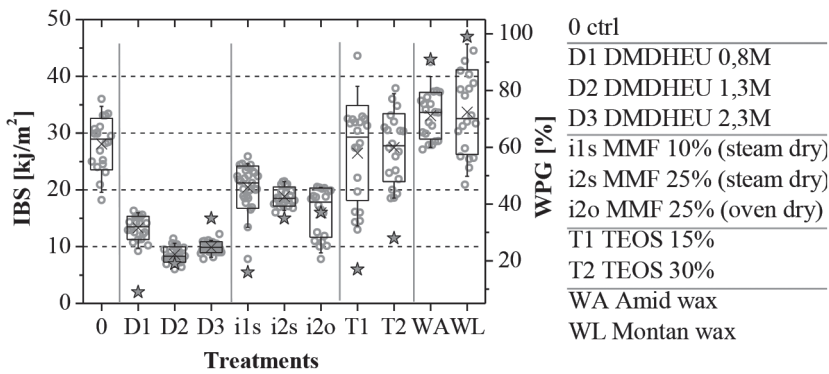 50
40
30
20
10
0
IBS [kj/m²]
100
80
60
40
20
WPG [%]
0 D1 D2 D3 i1s i2s i2o T1 T2 WA WL
Treatments
0 ctrl
D1 DMDHEU 0,8M
D2 DMDHEU 1,3M
D3 DMDHEU 2,3M
i1s MMF 10% (steam dry)
i2s MMF 25% (steam dry)
i2o MMF 25% (oven dry)
T1 TEOS 15%
T2 TEOS 30%
WA Amid wax
WL Montan wax